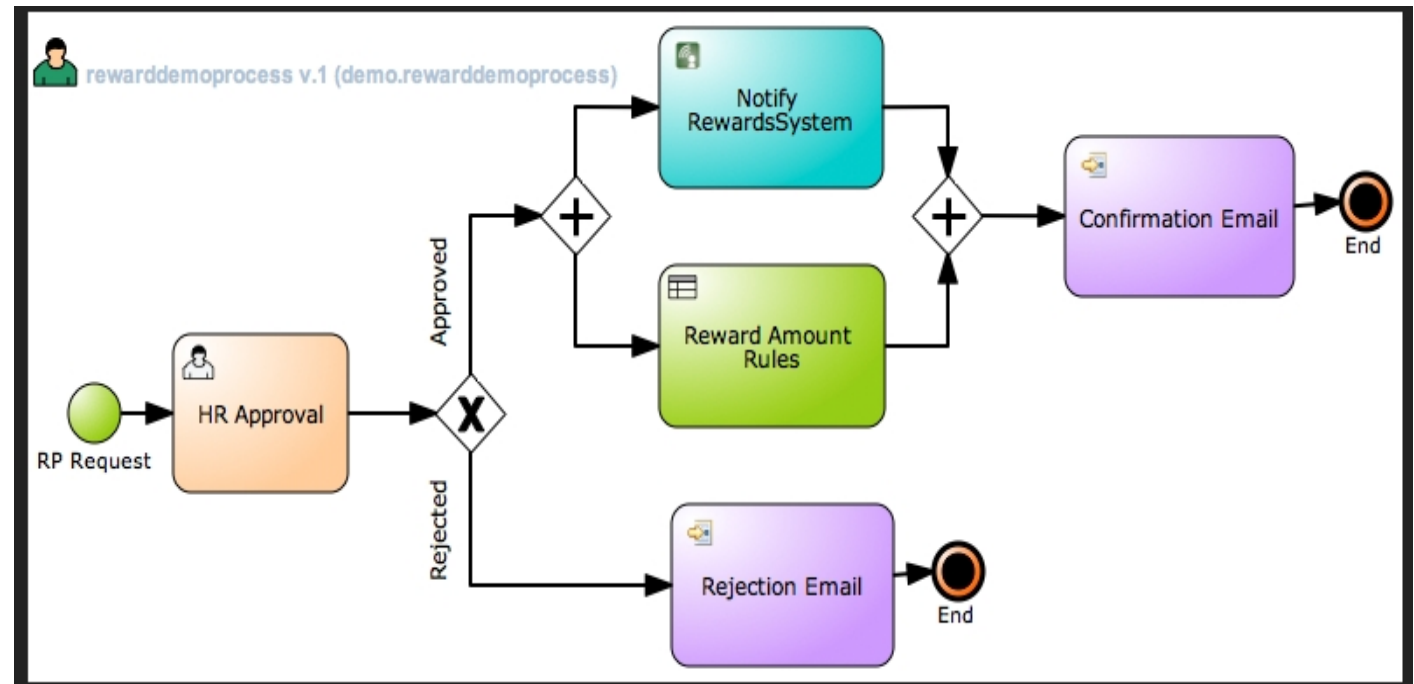 rewarddemoprocess v.1 (demo.rewarddemoprocess)
Notify
RewardsSystem
Confirmation Email
End
Approved
Reward Amount
Rules
HR Approval
RP Request
Rejected
Rejection Email
End